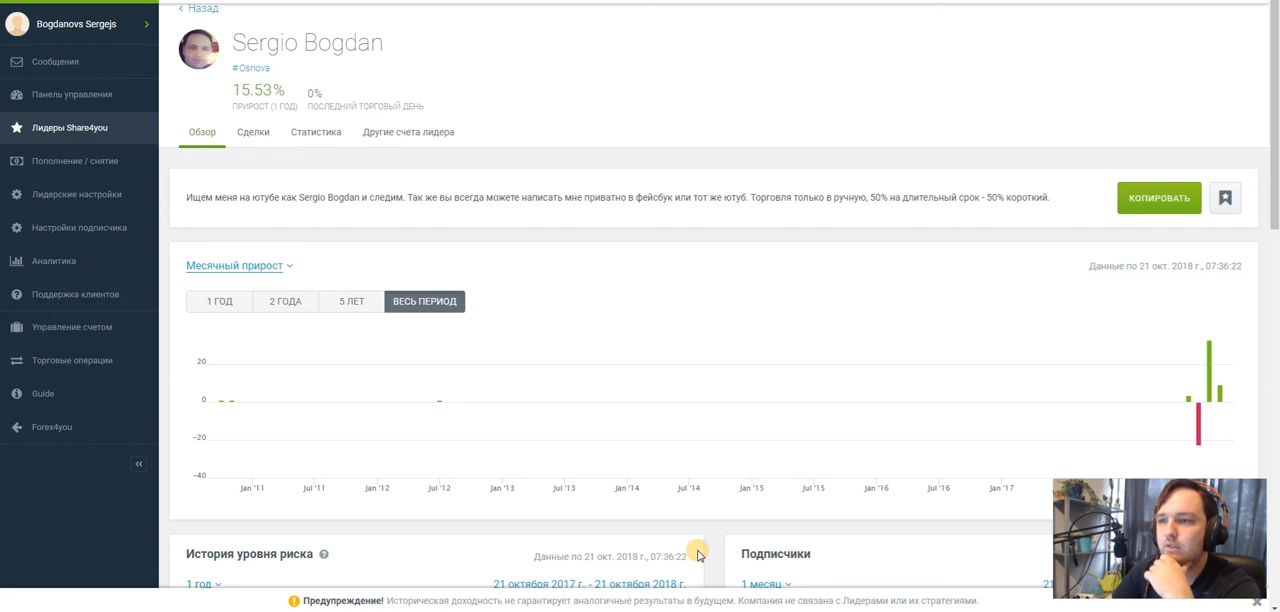 Bogdanovs Sergejs
Сообщения
Панель управления
Лидеры Share4you
Пополнение / снятие
Лидерские настройки
Настройки подписчика
Аналитика
Поддержка клиентов
Управление счетом
Торговые операции
Guide
Forex4you
Назад
Sergio Bogdan
#Osnova
15.53% 0%
ПРИРОСТ (1 ГОД) ПОСЛЕДНИЙ ТОРГОВЫЙ ДЕНЬ
Обзор Сделки Статистика Другие счета лидера
Ищем меня на ютубе как Sergio Bogdan и следим. Так же вы всегда можете написать мне приватно в фейсбук или тот же ютуб. Торговля только в ручную, 50% на длительный срок - 50% короткий.
КОПИРОВАТЬ
Месячный прирост
Данные по 21 окт. 2018 г., 07:36:22
1 ГОД 2 ГОДА 5 ЛЕТ ВЕСЬ ПЕРИОД
20
0
-20
-40
Jan '11 Jul '11 Jan '12 Jul '12 Jan '13 Jul '13 Jan '14 Jul '14 Jan '15 Jul '15 Jan '16 Jul '16 Jan '17
История уровня риска
Данные по 21 окт. 2018 г., 07:36:22
1 год
21 октября 2017 г. - 21 октября 2018 г.
Подписчики
1 месяц
21
Предупреждение! Историческая доходность не гарантирует аналогичные результаты в будущем. Компания не связана с Лидерами или их стратегиями.